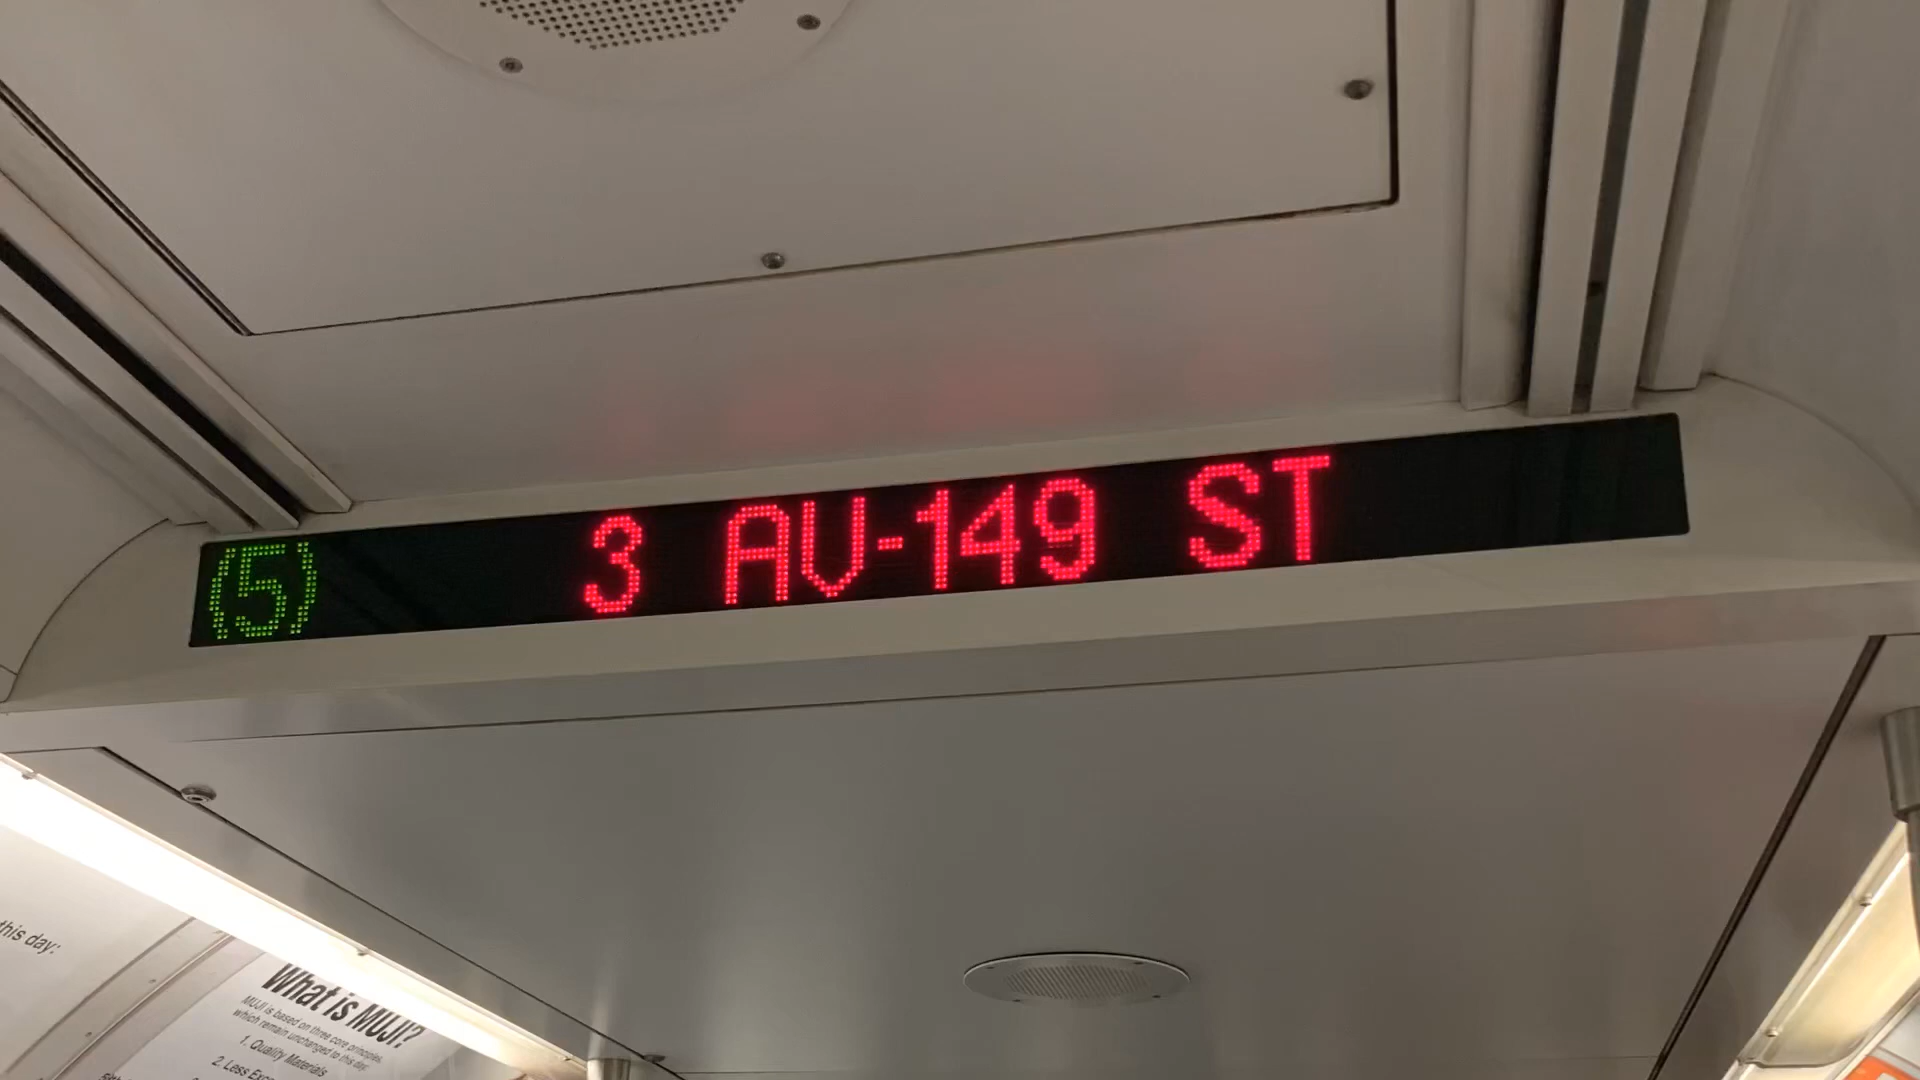 (5) 3 AV-149 ST
this day:
What is MUJI?
MUJI is based on three core principles,
which remain unchanged to this day:
1. Quality Materials
2. Less